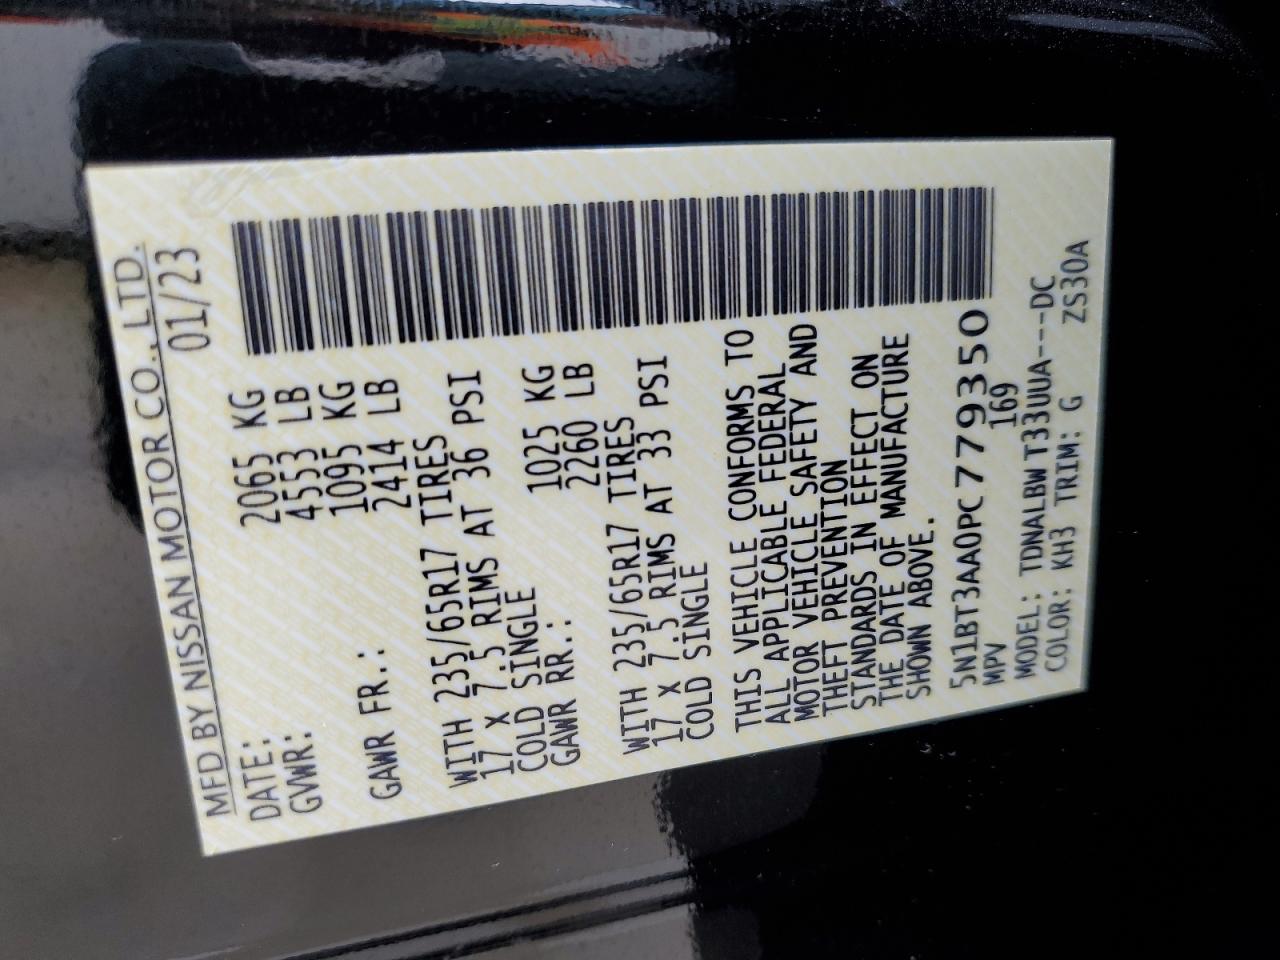 MFD BY NISSAN MOTOR CO., LTD.
DATE: 01/23
GVWR: 2065 KG
4553 LB
1095 KG
GAWR FR.: 2414 LB
WITH 235/65R17 TIRES
17 X 7.5 RIMS AT 36 PSI
COLD SINGLE
GAWR RR.: 1025 KG
2260 LB
WITH 235/65R17 TIRES
17 X 7.5 RIMS AT 33 PSI
COLD SINGLE
THIS VEHICLE CONFORMS TO
ALL APPLICABLE FEDERAL
MOTOR VEHICLE SAFETY AND
THEFT PREVENTION
STANDARDS IN EFFECT ON
THE DATE OF MANUFACTURE
SHOWN ABOVE.
5N1BT3AA0PC779350
MPV 169
MODEL: TDNALBW T33UUA---DC
COLOR: KH3 TRIM: G ZS30A